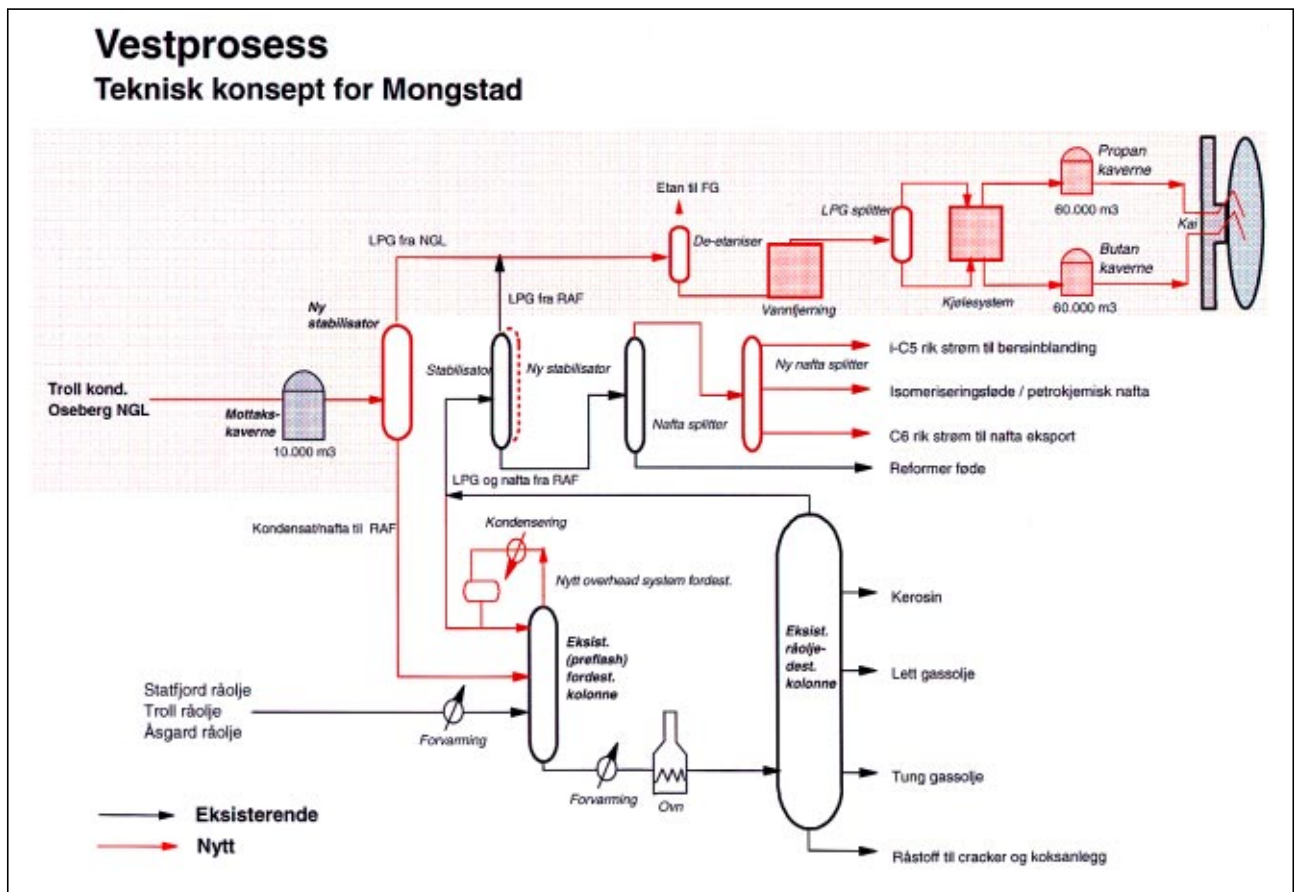 Vestprosess
Teknisk konsept for Mongstad
Propan
kaverne
60.000 m3
Etan til FG
LPG splitter
Kai
LPG fra NGL
De-etaniser
Butan
kaverne
60.000 m3
LPG fra RAF
Vannfjerning
Kjølesystem
Ny
stabilisator
Stabilisator
Ny stabilisator
Ny nafta splitter
i-C5 rik strøm til bensinblanding
Troll kond.
Oseberg NGL
Isomeriseringsføde / petrokjemisk nafta
Mottaks-
kaverne
10.000 m3
Nafta splitter
C6 rik strøm til nafta eksport
Reformer føde
LPG og nafta fra RAF
Kondensat/nafta til RAF
Kondensering
Nytt overhead system fordest.
Kerosin
Eksist.
(preflash)
fordest.
kolonne
Eksist.
råolje-
dest.
kolonne
Lett gassolje
Statfjord råolje
Troll råolje
Åsgard råolje
Forvarming
Forvarming
Ovn
Tung gassolje
Eksisterende
Nytt
Råstoff til cracker og koksanlegg